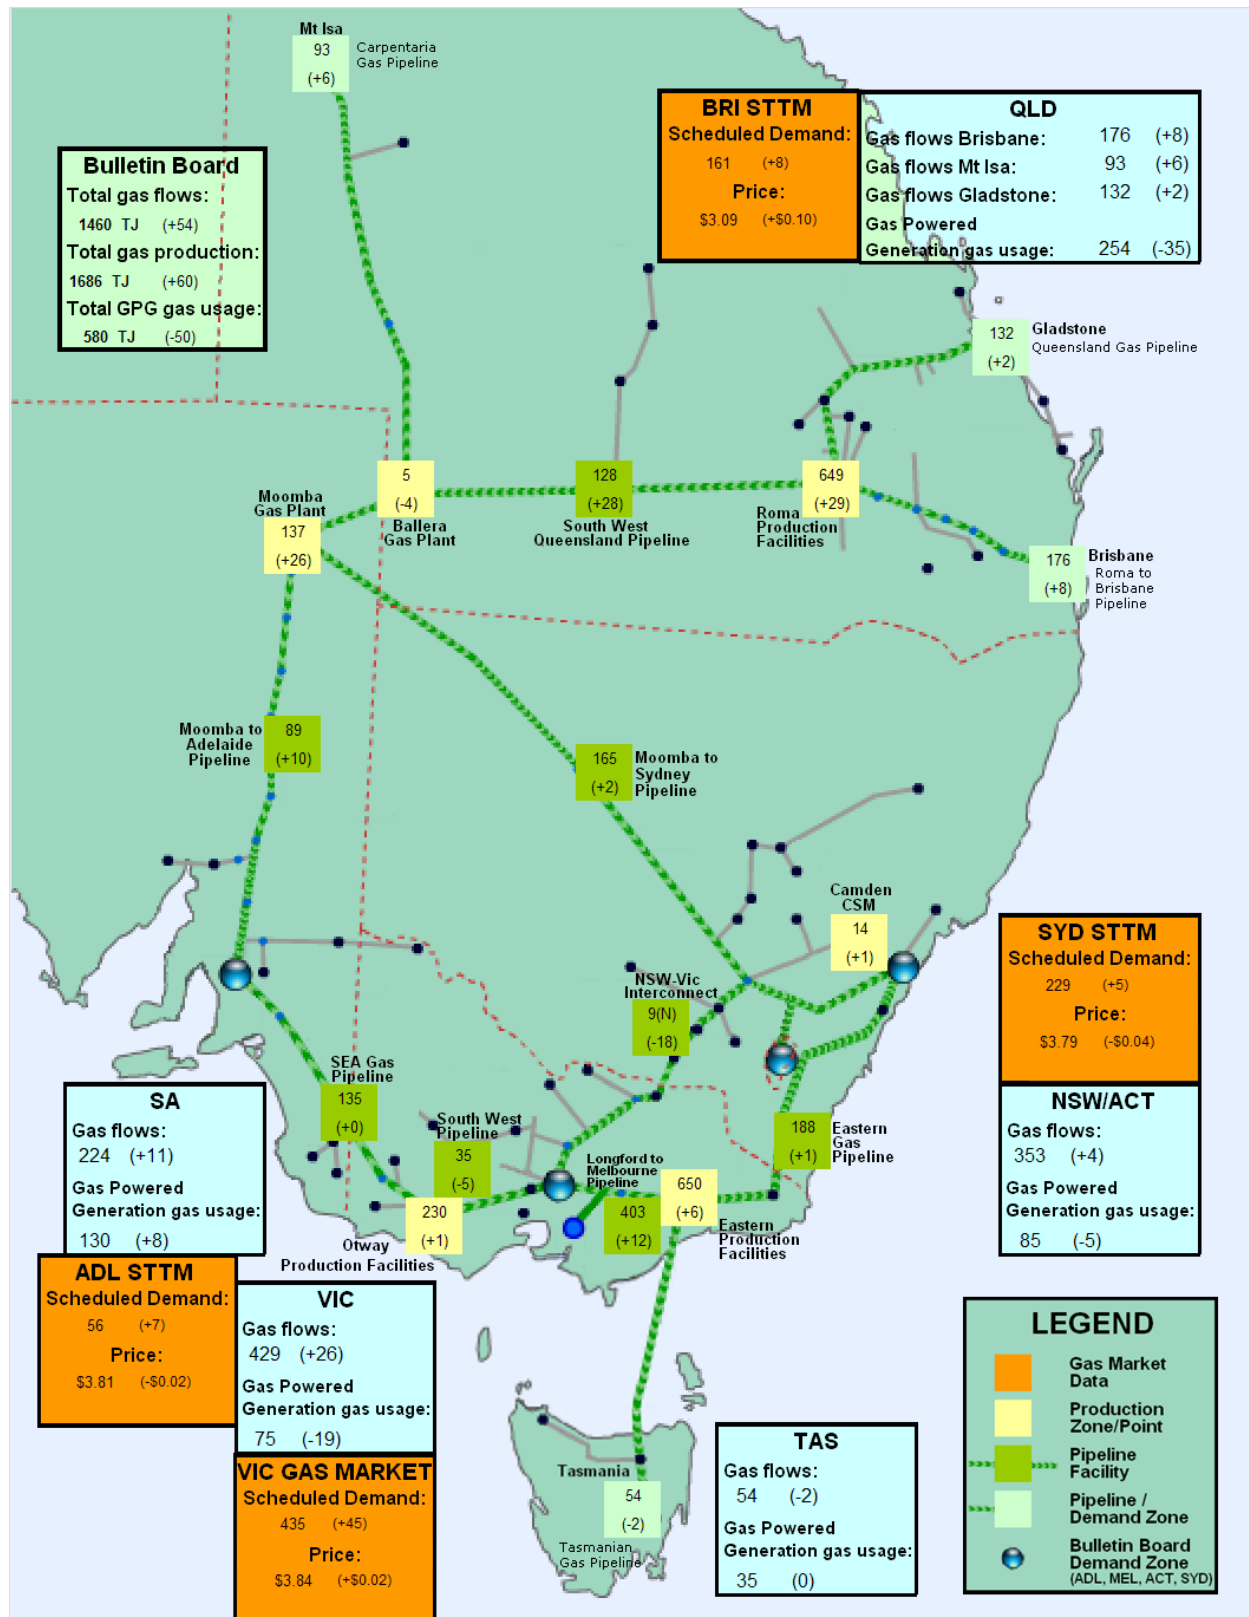 Mt Isa
93
(+6)
Carpentaria
Gas Pipeline
BRI STTM
Scheduled Demand:
161 (+8)
Price:
$3.09 (+$0.10)
QLD
Gas flows Brisbane: 176 (+8)
Gas flows Mt Isa: 93 (+6)
Gas flows Gladstone: 132 (+2)
Gas Powered
Generation gas usage: 254 (-35)
Bulletin Board
Total gas flows:
1460 TJ (+54)
Total gas production:
1686 TJ (+60)
Total GPG gas usage:
580 TJ (-50)
132
(+2)
Gladstone
Queensland Gas Pipeline
5
(-4)
Ballera
Gas Plant
128
(+28)
South West
Queensland Pipeline
649
(+29)
Roma
Production
Facilities
Moomba
Gas Plant
137
(+26)
176
(+8)
Brisbane
Roma to
Brisbane
Pipeline
Moomba to
Adelaide
Pipeline
89
(+10)
165
(+2)
Moomba to
Sydney
Pipeline
Camden
CSM
14
(+1)
SYD STTM
Scheduled Demand:
229 (+5)
Price:
$3.79 (-$0.04)
NSW-Vic
Interconnect
9(N)
(-18)
SEA Gas
Pipeline
135
(+0)
South West
Pipeline
35
(-5)
Longford to
Melbourne
Pipeline
403
(+12)
650
(+6)
Eastern
Production
Facilities
188
(+1)
Eastern
Gas
Pipeline
NSW/ACT
Gas flows:
353 (+4)
Gas Powered
Generation gas usage:
85 (-5)
SA
Gas flows:
224 (+11)
Gas Powered
Generation gas usage:
130 (+8)
230
(+1)
Otway
Production Facilities
ADL STTM
Scheduled Demand:
56 (+7)
Price:
$3.81 (-$0.02)
VIC
Gas flows:
429 (+26)
Gas Powered
Generation gas usage:
75 (-19)
VIC GAS MARKET
Scheduled Demand:
435 (+45)
Price:
$3.84 (+$0.02)
Tasmania
54
(-2)
Tasmanian
Gas Pipeline
TAS
Gas flows:
54 (-2)
Gas Powered
Generation gas usage:
35 (0)
LEGEND
Gas Market
Data
Production
Zone/Point
Pipeline
Facility
Pipeline /
Demand Zone
Bulletin Board
Demand Zone
(ADL, MEL, ACT, SYD)